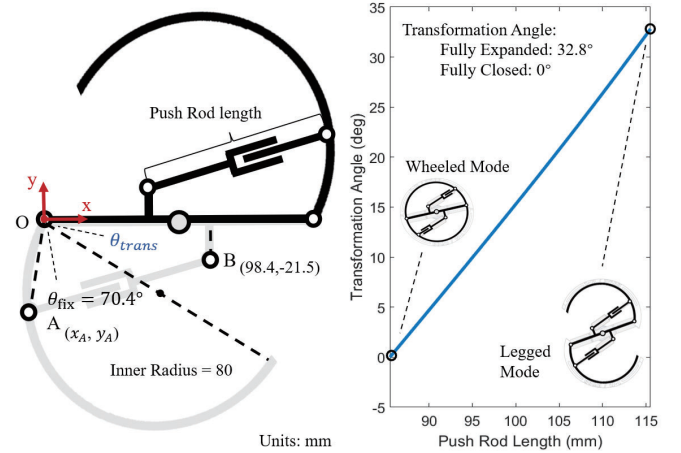 Push Rod length
y
x
O
θtrans
B (98.4,-21.5)
θfix = 70.4°
A (xA, yA)
Inner Radius = 80
Units: mm
Transformation Angle:
Fully Expanded: 32.8°
Fully Closed: 0°
Wheeled Mode
Legged
Mode
Transformation Angle (deg)
35
30
25
20
15
10
5
0
-5
90
95
100
105
110
115
Push Rod Length (mm)